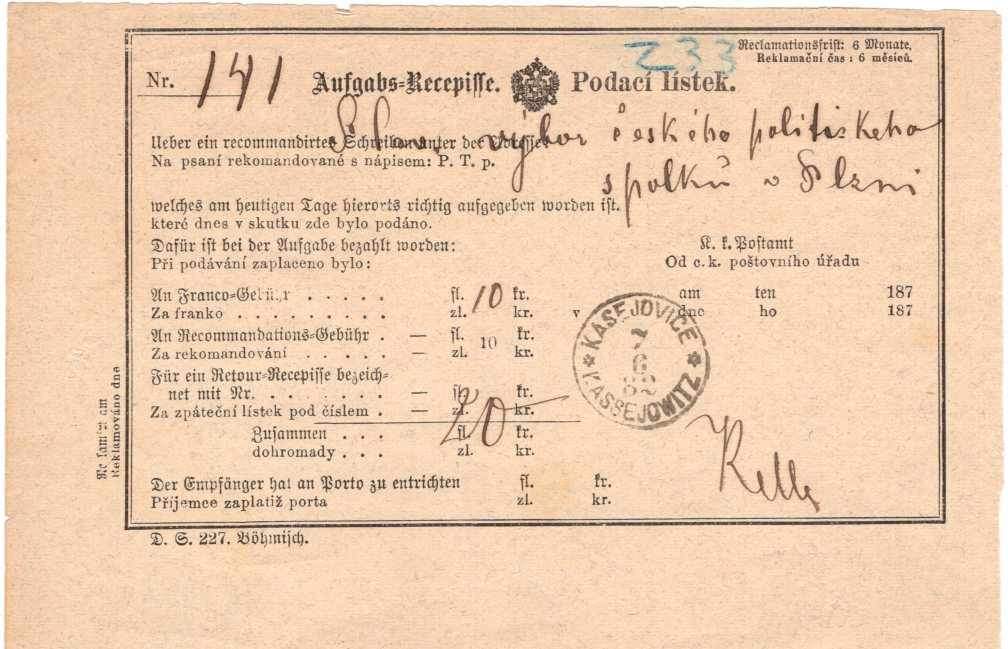 233
Reclamationsfrist: 6 Monate,
Reklamační čas : 6 měsíců.
Nr. 141 Aufgabs-Recepisse. Podací lístek.
Ueber ein recommandirtes Schreiben unter der Adresse
Na psaní rekomandované s nápisem: P. T. p.
Sl. výbor českého politiského
spolku v Plzni
welches am heutigen Tage hierorts richtig aufgegeben worden ist.
které dnes v skutku zde bylo podáno.
Dafür ist bei der Aufgabe bezahlt worden: K. k. Postamt
Při podávání zaplaceno bylo: Od c. k. poštovního úřadu
An Franco-Gebühr . . . . . fl. 10 kr. am ten 187
Za franko . . . . . . . . . zl. kr. v dne ho 187
An Recommandations-Gebühr . — fl. 10 kr.
Za rekomandování . . . . . — zl. kr.
Für ein Retour-Recepisse bezeich-
net mit Nr. . . . . . . . — fl. kr.
Za zpáteční lístek pod číslem . — zl. kr.
Zusammen . . . fl. 20 kr.
dohromady . . . zl. kr.
Der Empfänger hat an Porto zu entrichten fl. kr.
Příjemce zaplatiž porta zl. kr.
KASEJOVICE
7
6
82
KASSEJOWITZ
Reklamováno dne
D. S. 227. Böhmisch.